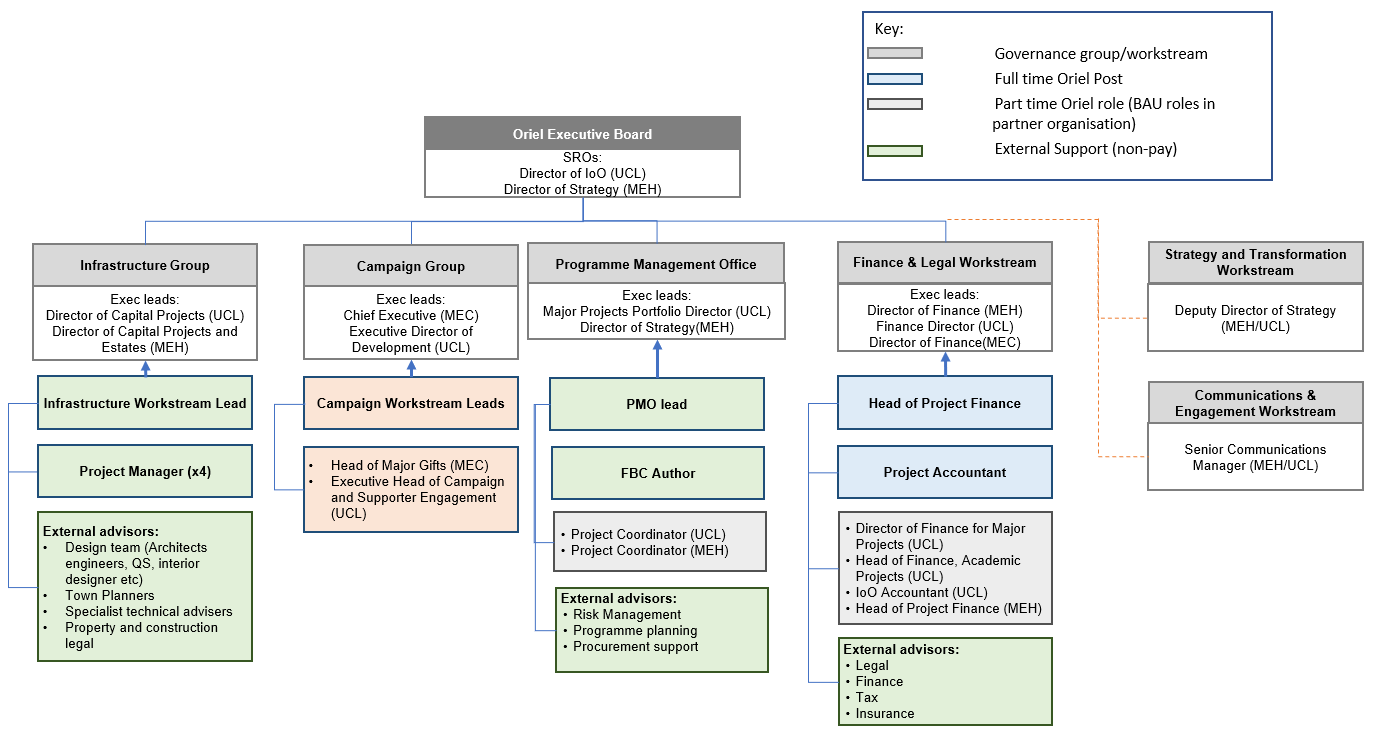 Key:
Governance group/workstream
Full time Oriel Post
Part time Oriel role (BAU roles in
partner organisation)
External Support (non-pay)
Oriel Executive Board
SROs:
Director of IoO (UCL)
Director of Strategy (MEH)
Infrastructure Group
Exec leads:
Director of Capital Projects (UCL)
Director of Capital Projects and
Estates (MEH)
Infrastructure Workstream Lead
Project Manager (x4)
External advisors:
• Design team (Architects
engineers, QS, interior
designer etc)
• Town Planners
• Specialist technical advisers
• Property and construction
legal
Campaign Group
Exec leads:
Chief Executive (MEC)
Executive Director of
Development (UCL)
Campaign Workstream Leads
• Head of Major Gifts (MEC)
• Executive Head of Campaign
and Supporter Engagement
(UCL)
Programme Management Office
Exec leads:
Major Projects Portfolio Director (UCL)
Director of Strategy(MEH)
PMO lead
FBC Author
• Project Coordinator (UCL)
• Project Coordinator (MEH)
External advisors:
• Risk Management
• Programme planning
• Procurement support
Finance & Legal Workstream
Exec leads:
Director of Finance (MEH)
Finance Director (UCL)
Director of Finance(MEC)
Head of Project Finance
Project Accountant
• Director of Finance for Major
Projects (UCL)
• Head of Finance, Academic
Projects (UCL)
• IoO Accountant (UCL)
• Head of Project Finance (MEH)
External advisors:
• Legal
• Finance
• Tax
• Insurance
Strategy and Transformation
Workstream
Deputy Director of Strategy
(MEH/UCL)
Communications &
Engagement Workstream
Senior Communications
Manager (MEH/UCL)